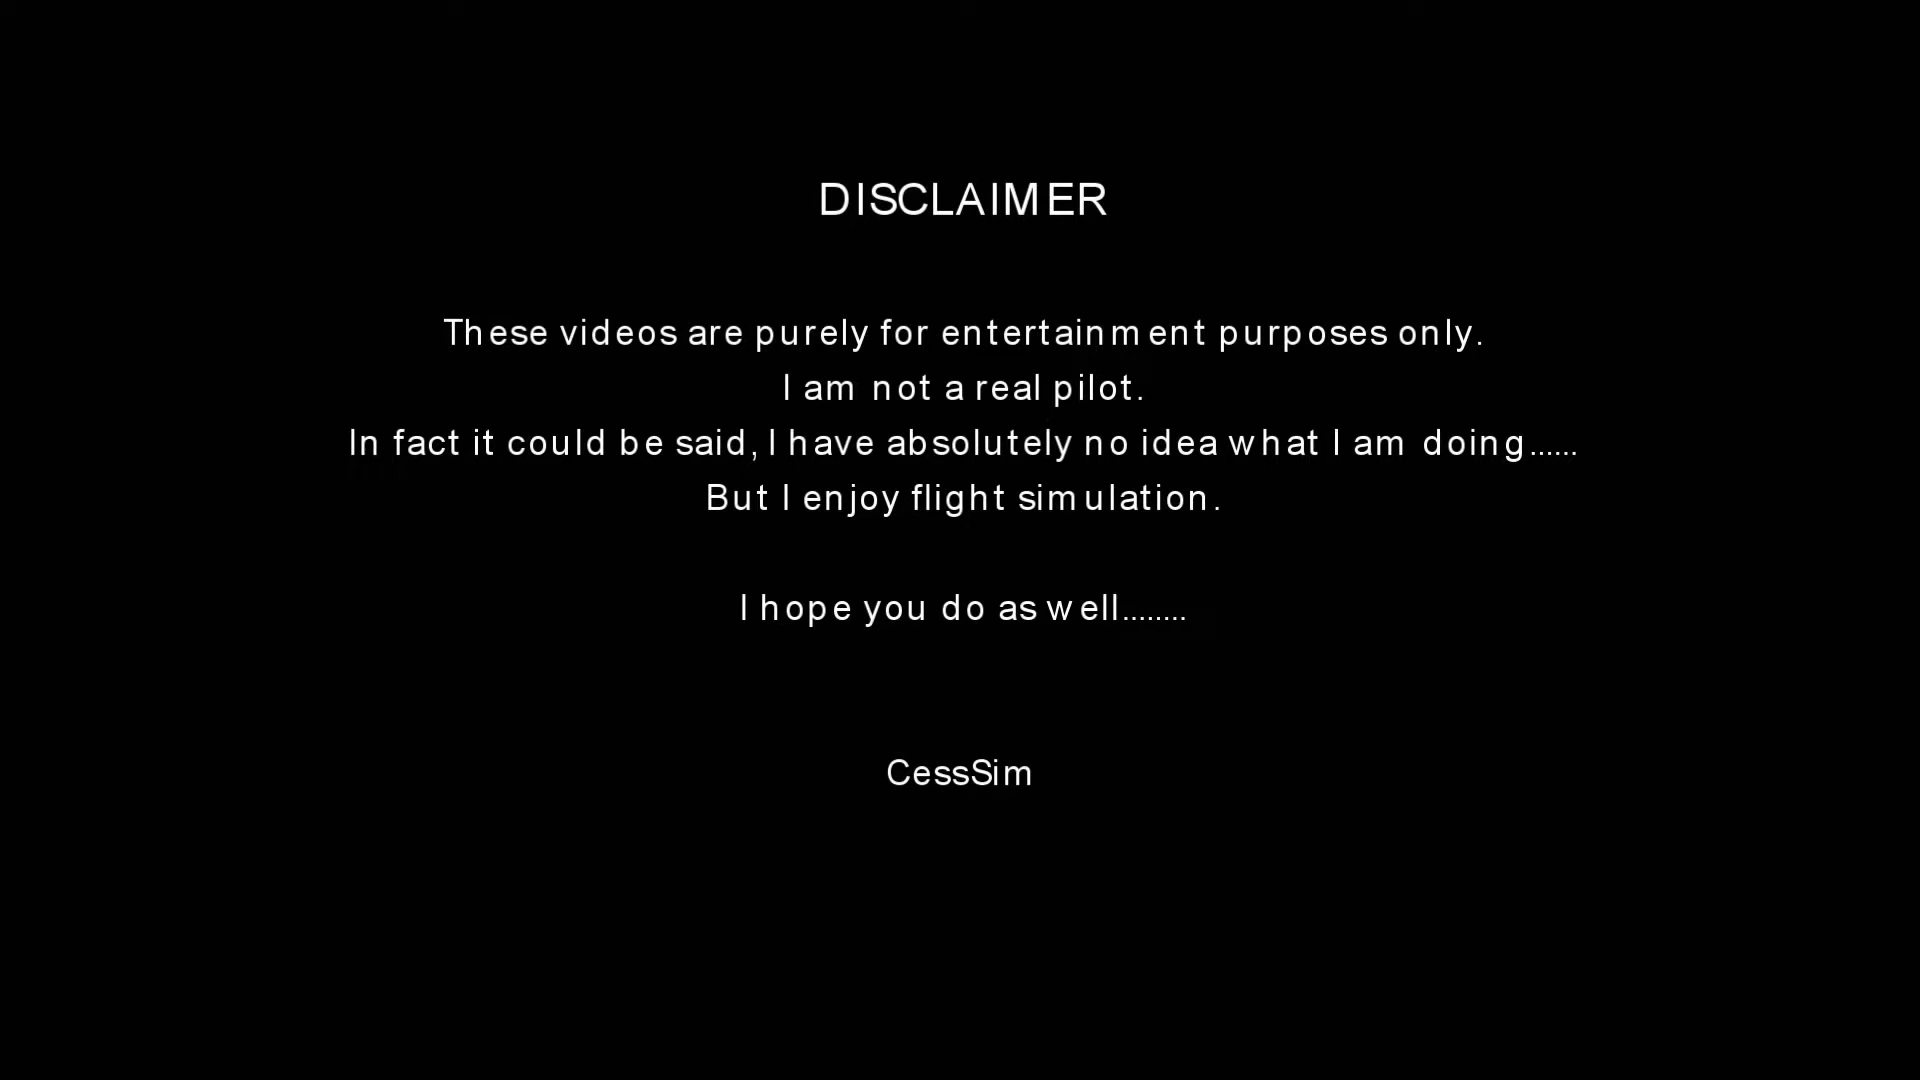 DISCLAIMER
These videos are purely for entertainment purposes only.
I am not a real pilot.
In fact it could be said, I have absolutely no idea what I am doing......
But I enjoy flight simulation.
I hope you do as well........
CessSim